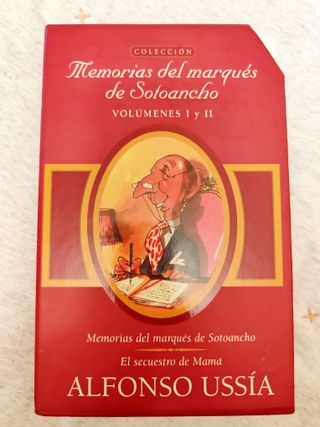 COLECCIÓN
Memorias del marqués
de Sotoancho
VOLÚMENES I y II
Memorias del marqués de Sotoancho
El secuestro de Mamá
ALFONSO USSÍA